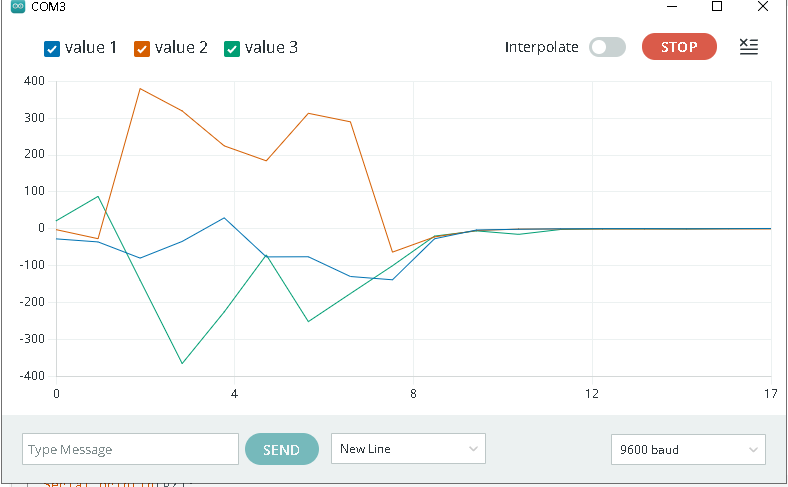 COM3
value 1 value 2 value 3 Interpolate STOP
400
300
200
100
0
-100
-200
-300
-400
0 4 8 12 17
Type Message SEND New Line 9600 baud